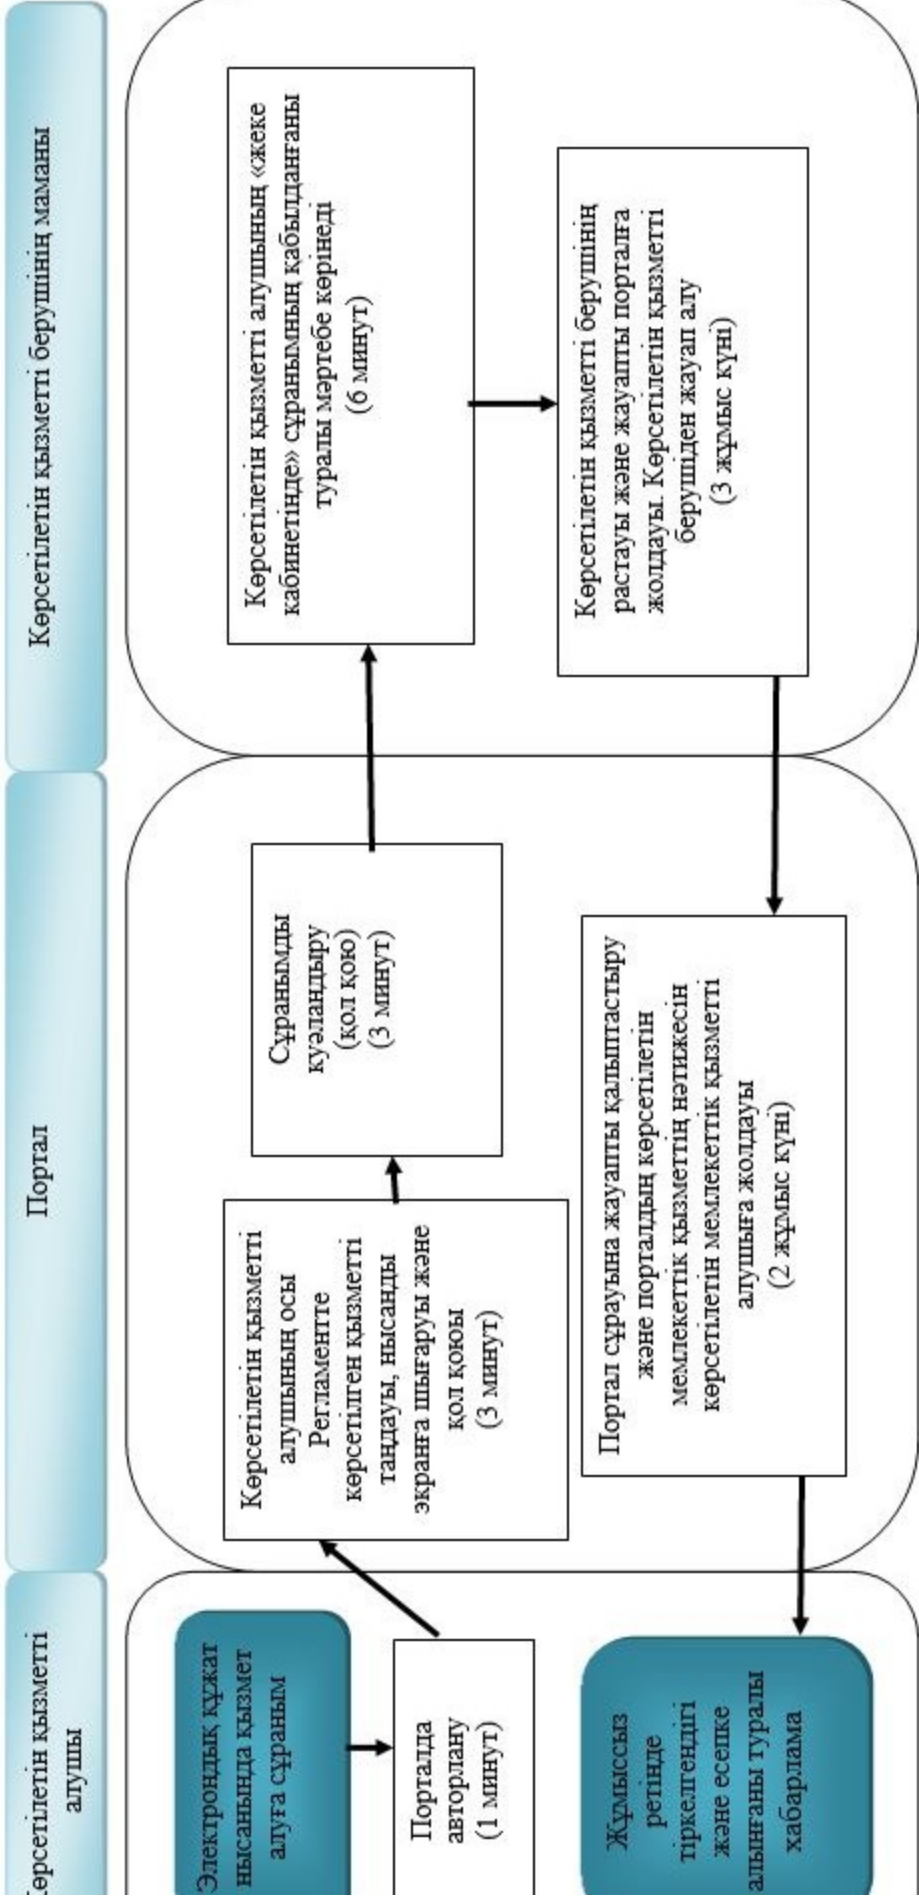 Көрсетілетін қызметті
алушы
Портал
Көрсетілетін қызметті берушінің маманы
Электрондық құжат
нысанында қызмет
алуға сұраным
Порталда
авторлану
(1 минут)
Көрсетілетін қызметті
алушының осы
Регламентте
көрсетілген қызметті
таңдауы, нысанды
экранға шығаруы және
қол қоюы
(3 минут)
Сұранымды
куәландыру
(қол қою)
(3 минут)
Көрсетілетін қызметті алушының «жеке
кабинетінде» сұранымның қабылданғаны
туралы мәртебе көрінеді
(6 минут)
Көрсетілетін қызметті берушінің
растауы және жауапты порталға
жолдауы. Көрсетілетін қызметті
берушіден жауап алу
(3 жұмыс күні)
Портал сұрауына жауапты қалыптастыру
және порталдың көрсетілетін
мемлекеттік қызметтің нәтижесін
көрсетілетін мемлекеттік қызметті
алушыға жолдауы
(2 жұмыс күні)
Жұмыссыз
ретінде
тіркелгендігі
және есепке
алынғаны туралы
хабарлама